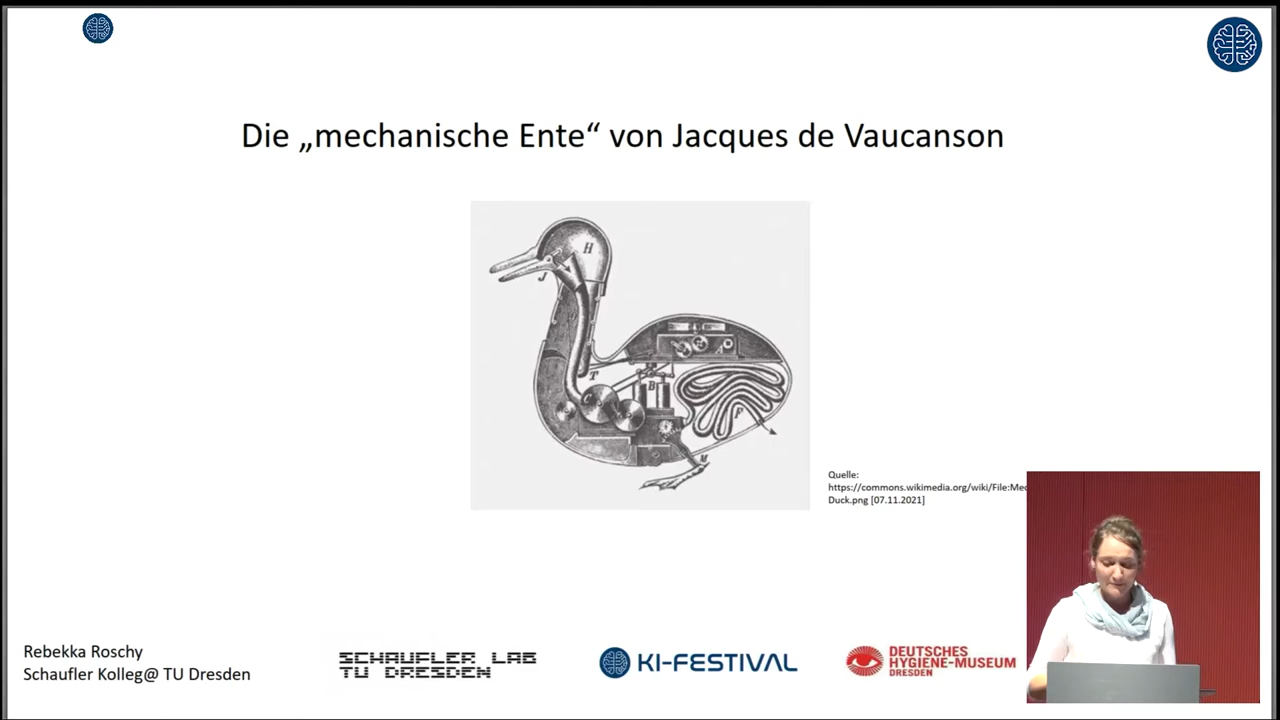 Die „mechanische Ente“ von Jacques de Vaucanson
H
J
T
A
B
F
M
Quelle:
https://commons.wikimedia.org/wiki/File:Mec
Duck.png [07.11.2021]
Rebekka Roschy
Schaufler Kolleg@ TU Dresden
SCHAUFLER LAB
TU DRESDEN
KI-FESTIVAL
DEUTSCHES
HYGIENE-MUSEUM
DRESDEN